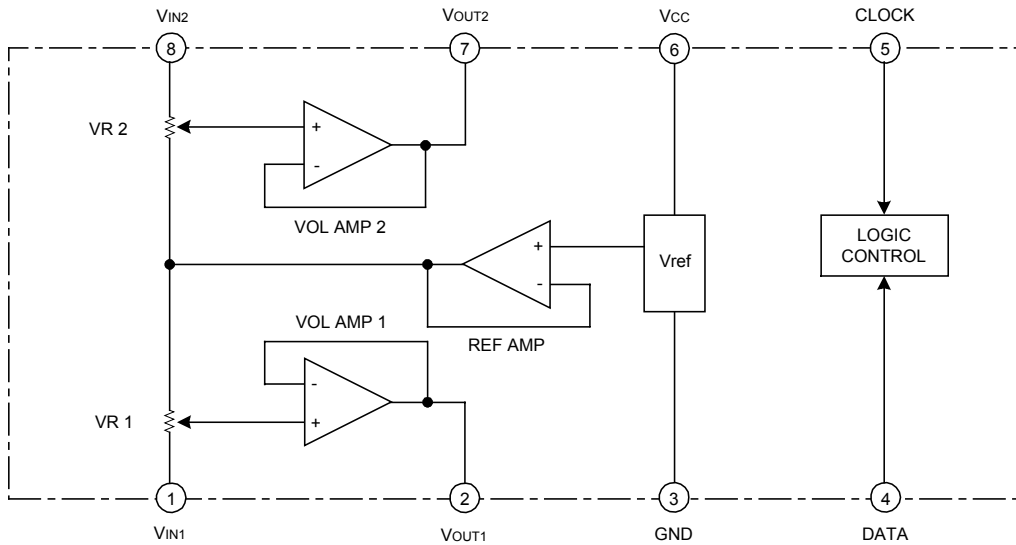 VIN2 VOUT2 VCC CLOCK
8 7 6 5
VR 2
+
-
VOL AMP 2
+
-
Vref
LOGIC
CONTROL
VOL AMP 1
REF AMP
-
+
VR 1
1 2 3 4
VIN1 VOUT1 GND DATA